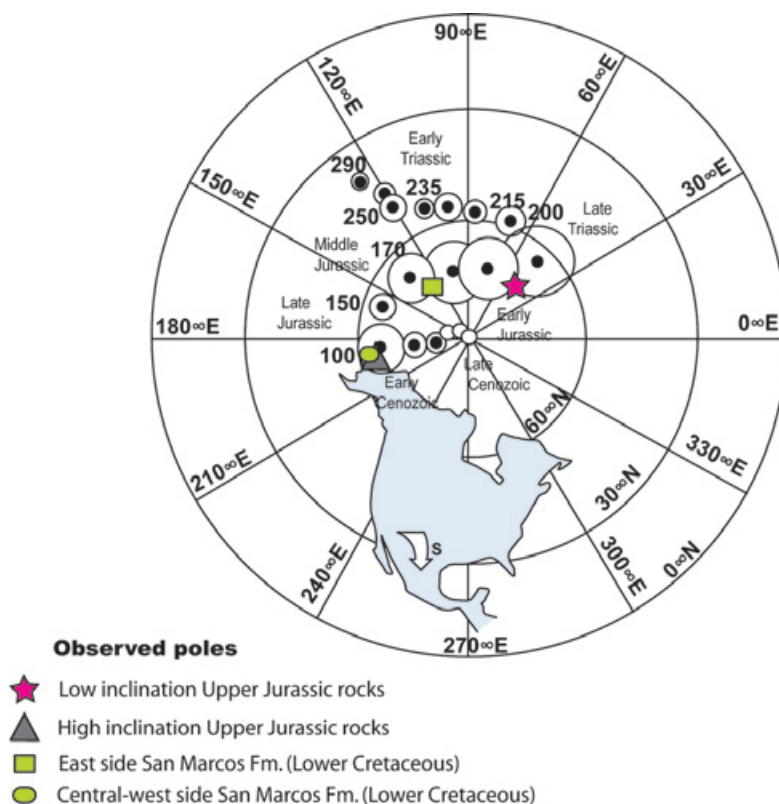 90∞E
120∞E
60∞E
Early
Triassic
290
235
150∞E
30∞E
250
215
200
Late
Triassic
Middle
Jurassic
170
Late
Jurassic
150
Early
Jurassic
180∞E
0∞E
100
Late
Cenozoic
Early
Cenozoic
60∞N
210∞E
330∞E
30∞N
S
240∞E
300∞E
0∞N
270∞E
Observed poles
Low inclination Upper Jurassic rocks
High inclination Upper Jurassic rocks
East side San Marcos Fm. (Lower Cretaceous)
Central-west side San Marcos Fm. (Lower Cretaceous)